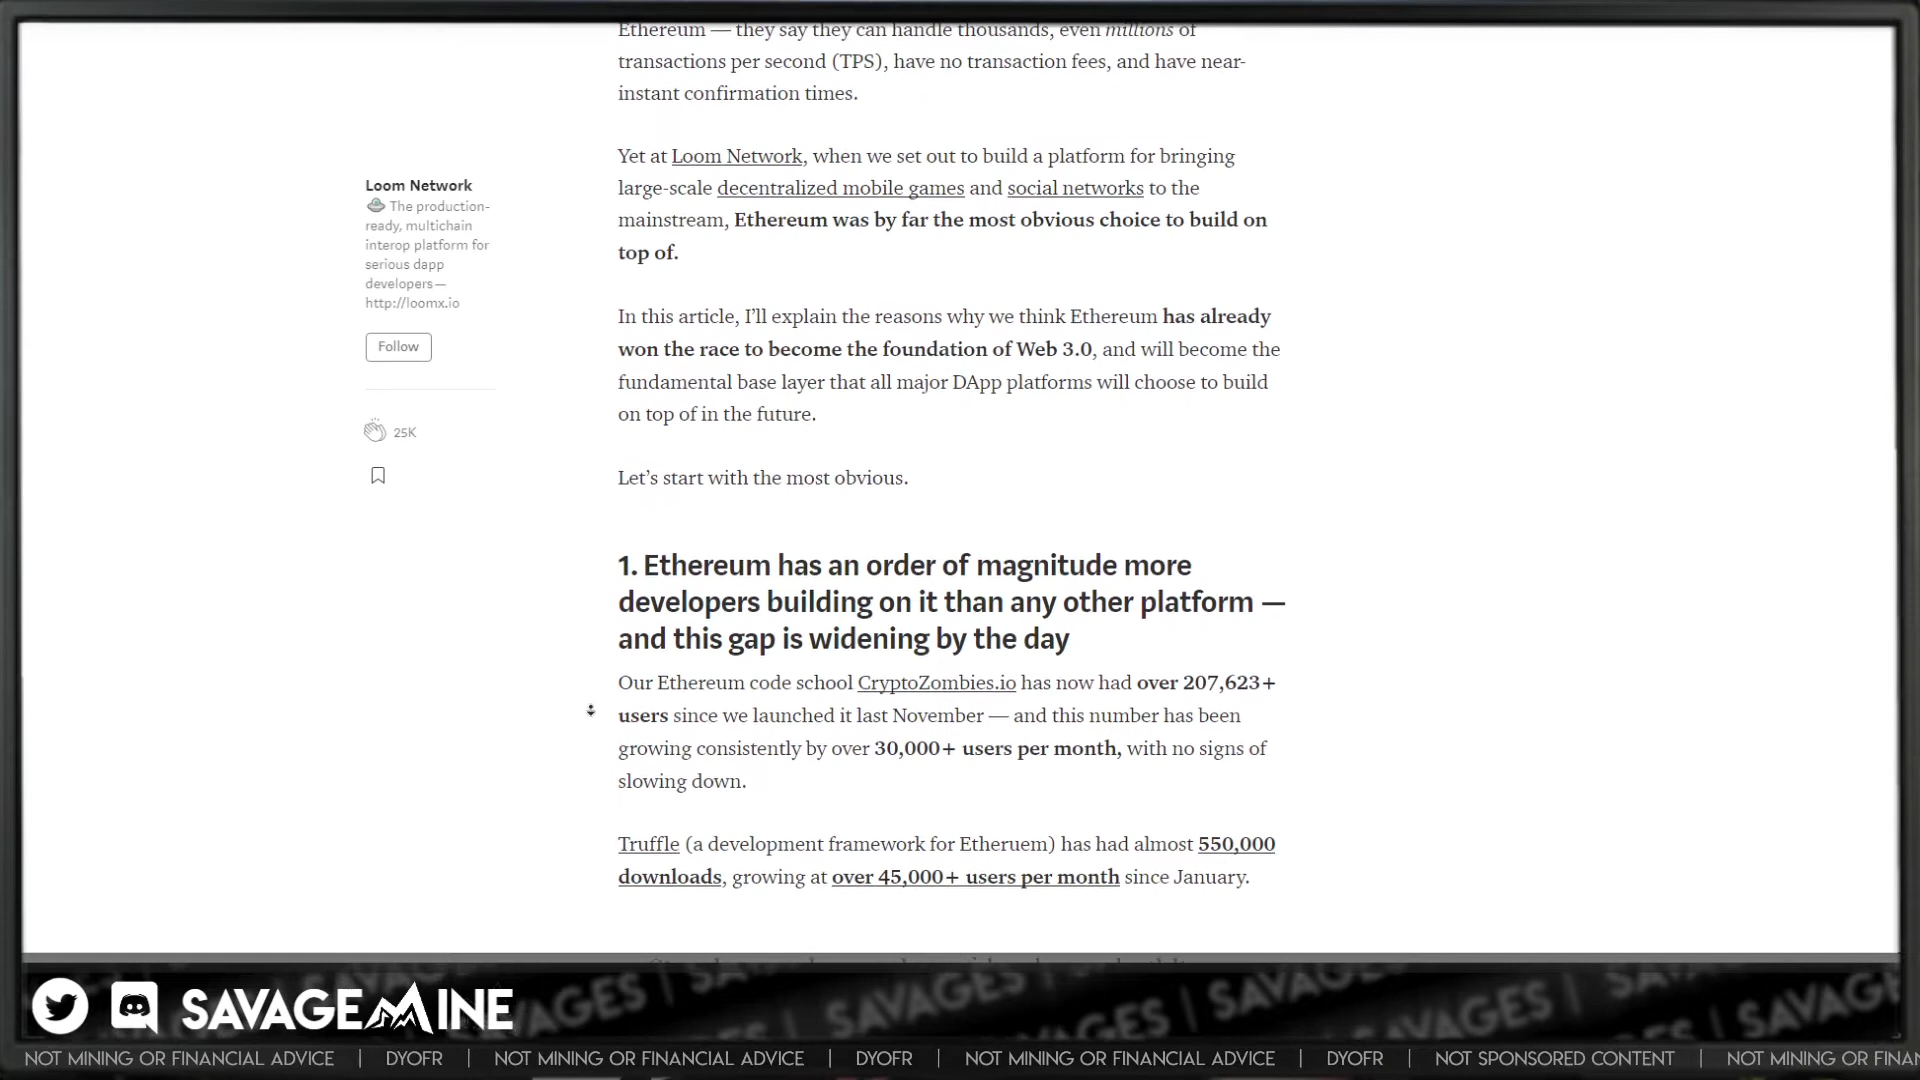 Ethereum — they say they can handle thousands, even millions of
transactions per second (TPS), have no transaction fees, and have near-
instant confirmation times.
Yet at Loom Network, when we set out to build a platform for bringing
large-scale decentralized mobile games and social networks to the
mainstream, Ethereum was by far the most obvious choice to build on
top of.
In this article, I'll explain the reasons why we think Ethereum has already
won the race to become the foundation of Web 3.0, and will become the
fundamental base layer that all major DApp platforms will choose to build
on top of in the future.
Let's start with the most obvious.
1. Ethereum has an order of magnitude more
developers building on it than any other platform —
and this gap is widening by the day
Our Ethereum code school CryptoZombies.io has now had over 207,623+
users since we launched it last November — and this number has been
growing consistently by over 30,000+ users per month, with no signs of
slowing down.
Truffle (a development framework for Etheruem) has had almost 550,000
downloads, growing at over 45,000+ users per month since January.
Loom Network
The production-
ready, multichain
interop platform for
serious dapp
developers—
http://loomx.io
Follow
25K
SAVAGEMINE
SAVAGES | SAVAGES | SAVAGES | SAVAGES
NOT MINING OR FINANCIAL ADVICE | DYOFR | NOT MINING OR FINANCIAL ADVICE | DYOFR | NOT MINING OR FINANCIAL ADVICE | DYOFR | NOT SPONSORED CONTENT | NOT MINING OR FINAN